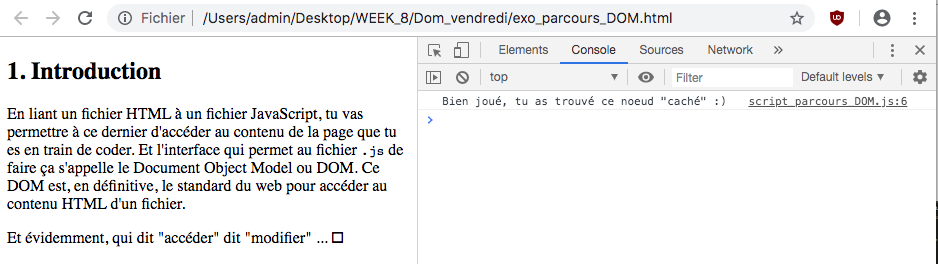 Fichier
/Users/admin/Desktop/WEEK_8/Dom_vendredi/exo_parcours_DOM.html
Elements Console Sources Network »
top Filter Default levels
Bien joué, tu as trouvé ce noeud "caché" :) script_parcours_DOM.js:6
1. Introduction
En liant un fichier HTML à un fichier JavaScript, tu vas
permettre à ce dernier d'accéder au contenu de la page que tu
es en train de coder. Et l'interface qui permet au fichier .js de
faire ça s'appelle le Document Object Model ou DOM. Ce
DOM est, en définitive, le standard du web pour accéder au
contenu HTML d'un fichier.
Et évidemment, qui dit "accéder" dit "modifier" ...